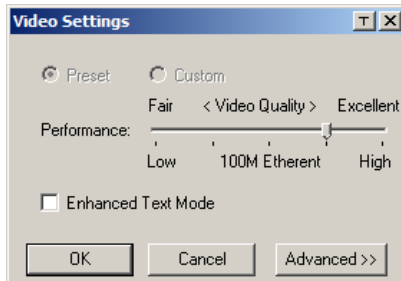 Video Settings
T X
Preset Custom
Fair < Video Quality > Excellent
Performance:
Low 100M Etherent High
Enhanced Text Mode
OK Cancel Advanced >>